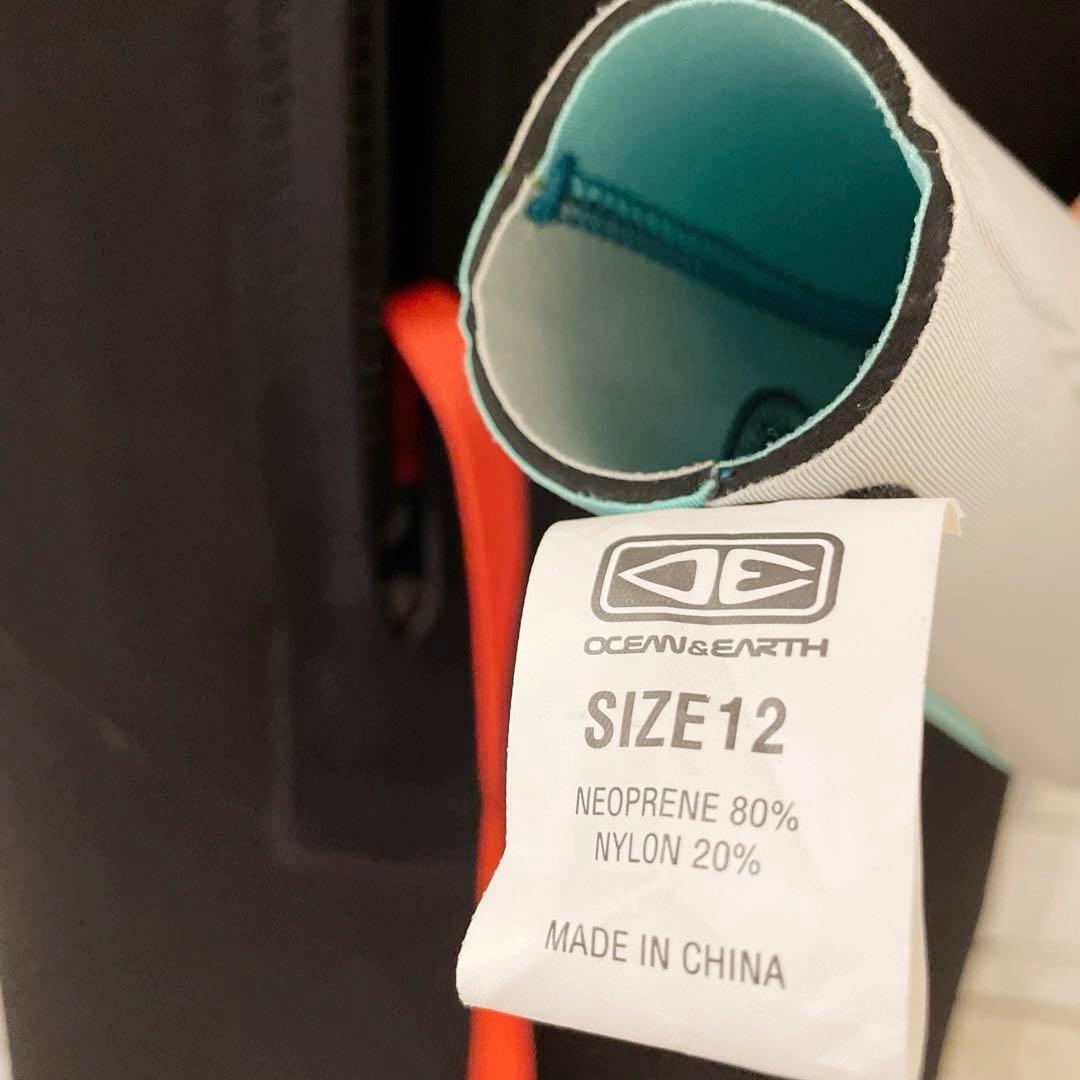 OCEAN&EARTH
SIZE12
NEOPRENE 80%
NYLON 20%
MADE IN CHINA